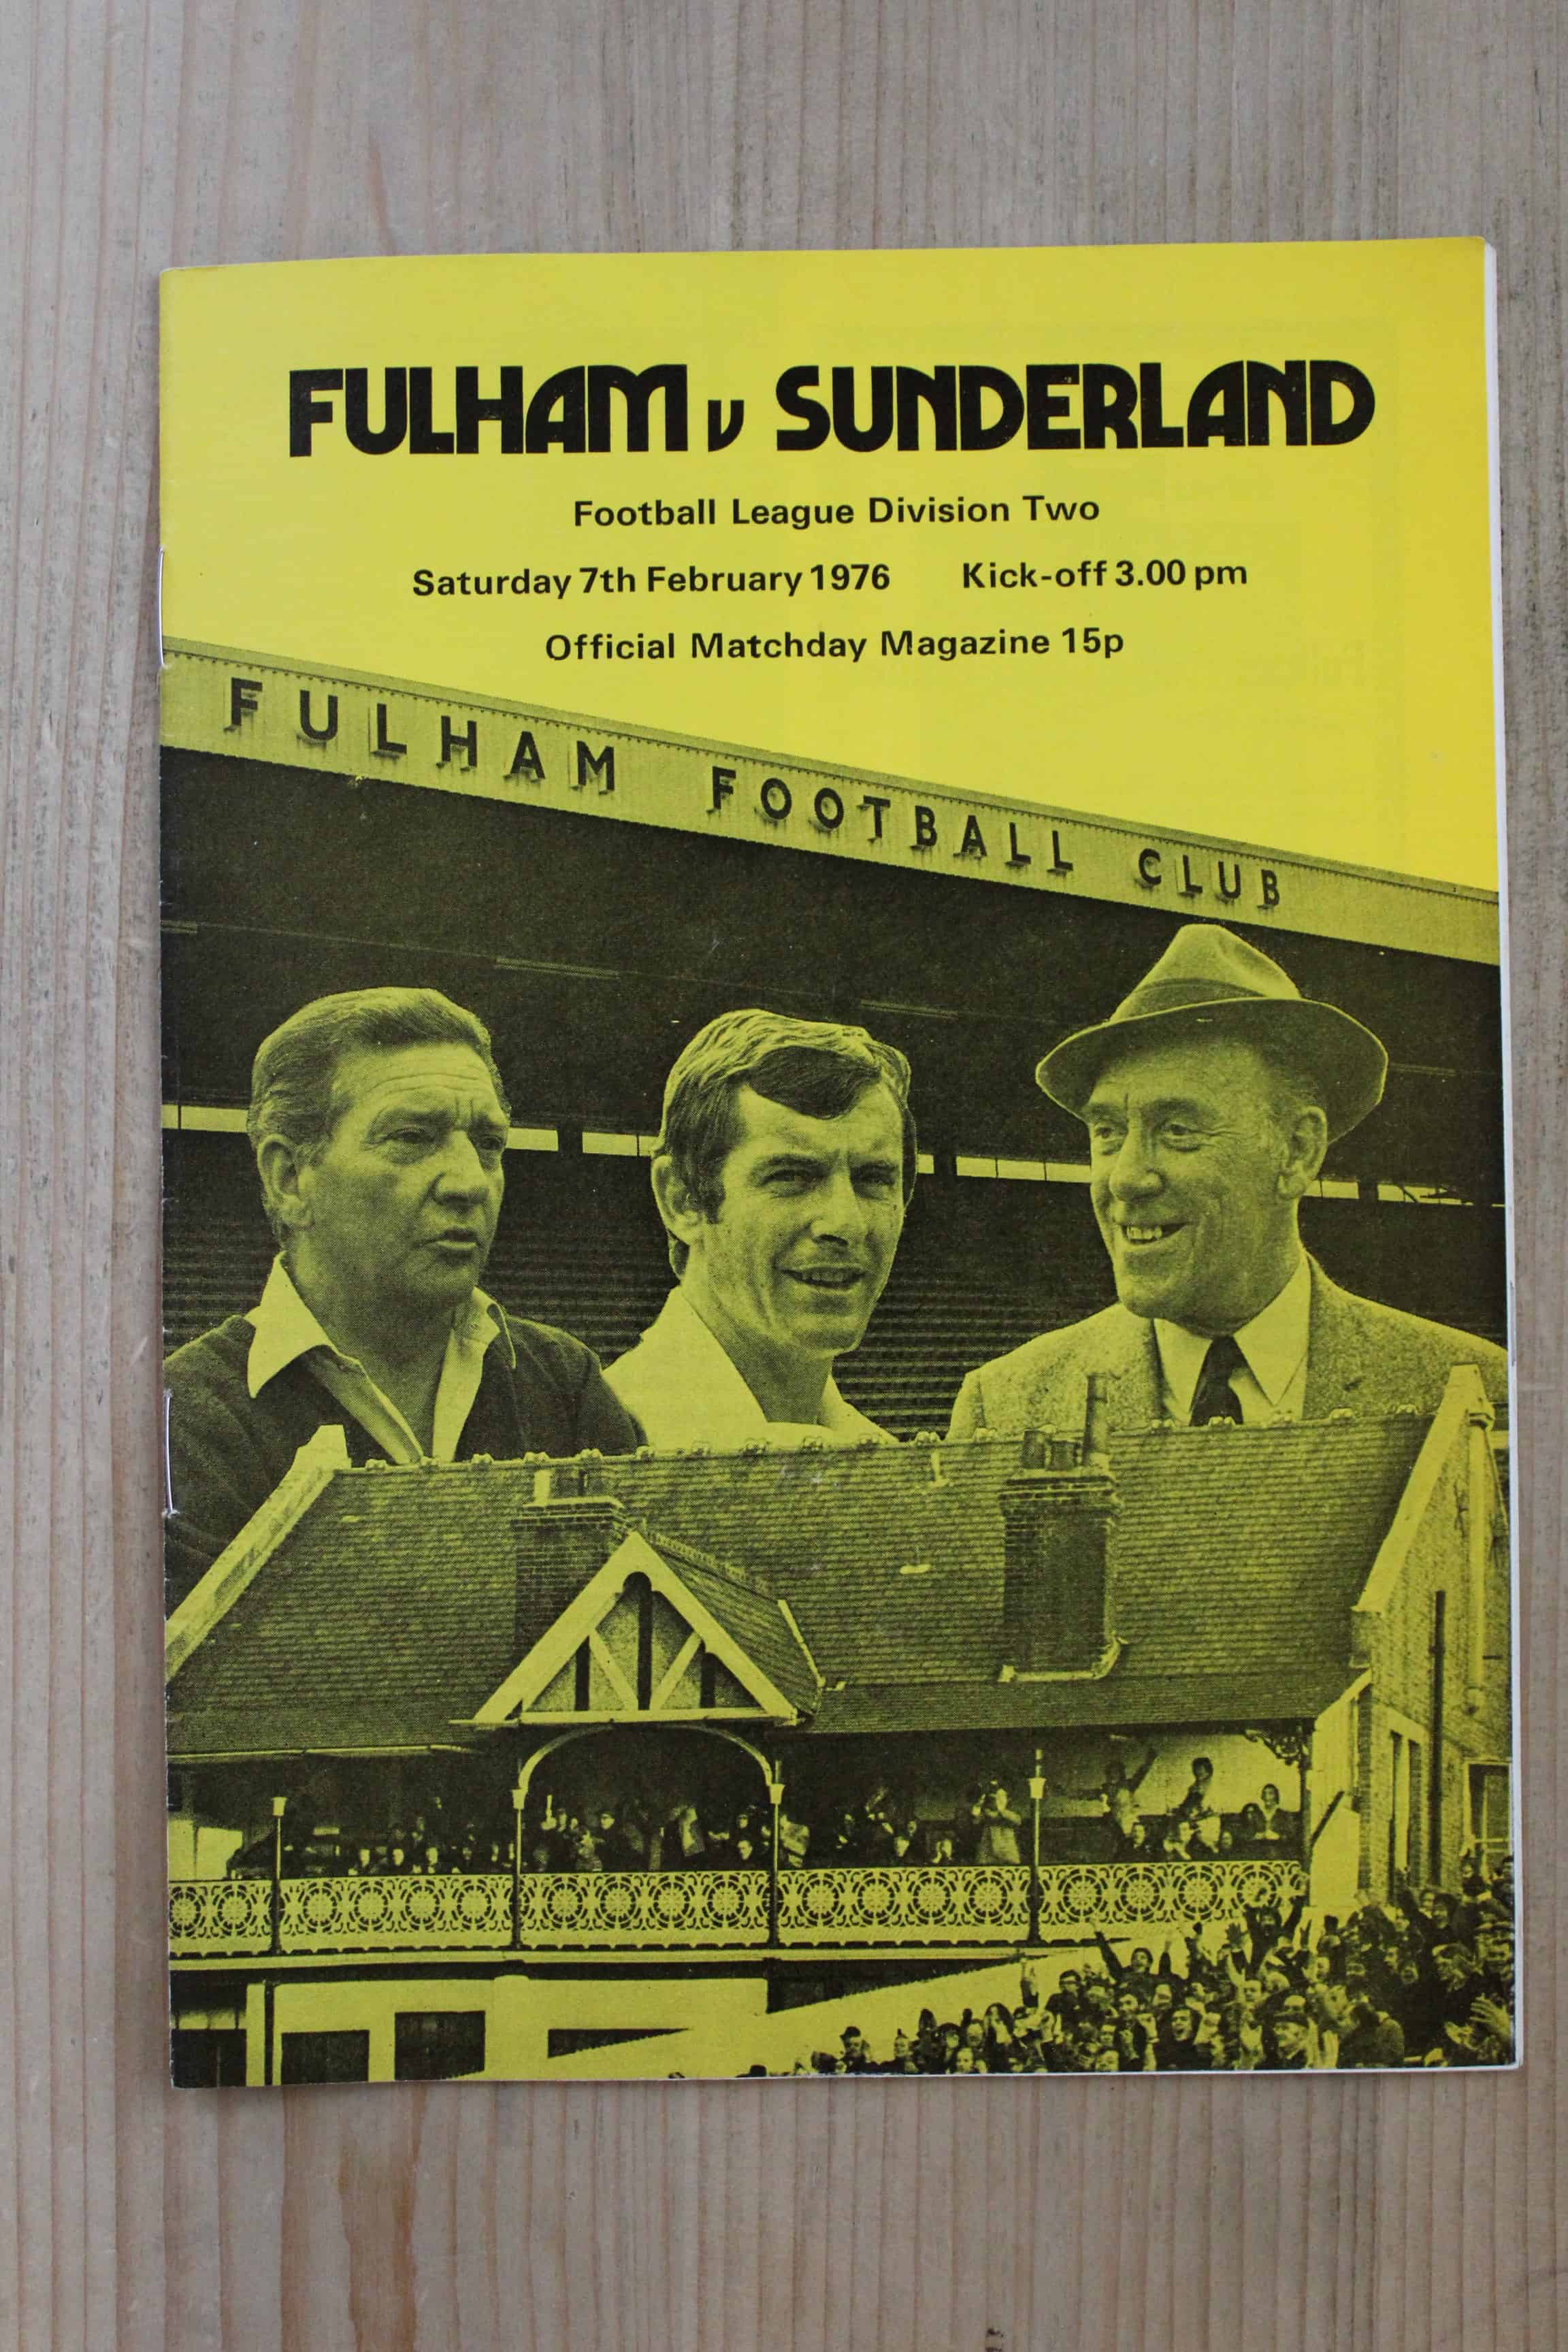 FULHAM v SUNDERLAND
Football League Division Two
Saturday 7th February 1976 Kick-off 3.00 pm
Official Matchday Magazine 15p
FULHAM FOOTBALL CLUB